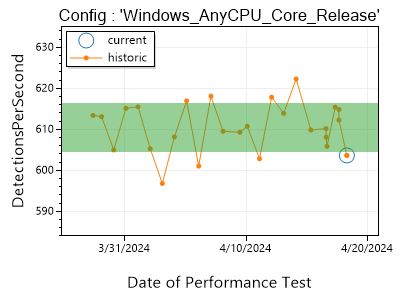 Config : 'Windows_AnyCPU_Core_Release'
current
historic
DetectionsPerSecond
630
620
610
600
590
3/31/2024
4/10/2024
4/20/2024
Date of Performance Test